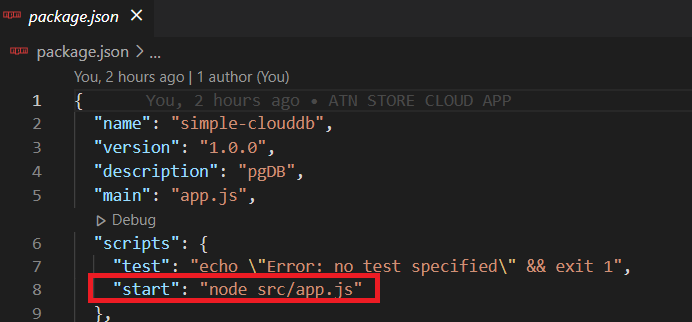 package.json ×
package.json > ...
You, 2 hours ago | 1 author (You)
1 { You, 2 hours ago • ATN STORE CLOUD APP
2 "name": "simple-clouddb",
3 "version": "1.0.0",
4 "description": "pgDB",
5 "main": "app.js",
Debug
6 "scripts": {
7 "test": "echo \"Error: no test specified\" && exit 1",
8 "start": "node src/app.js"
9 },